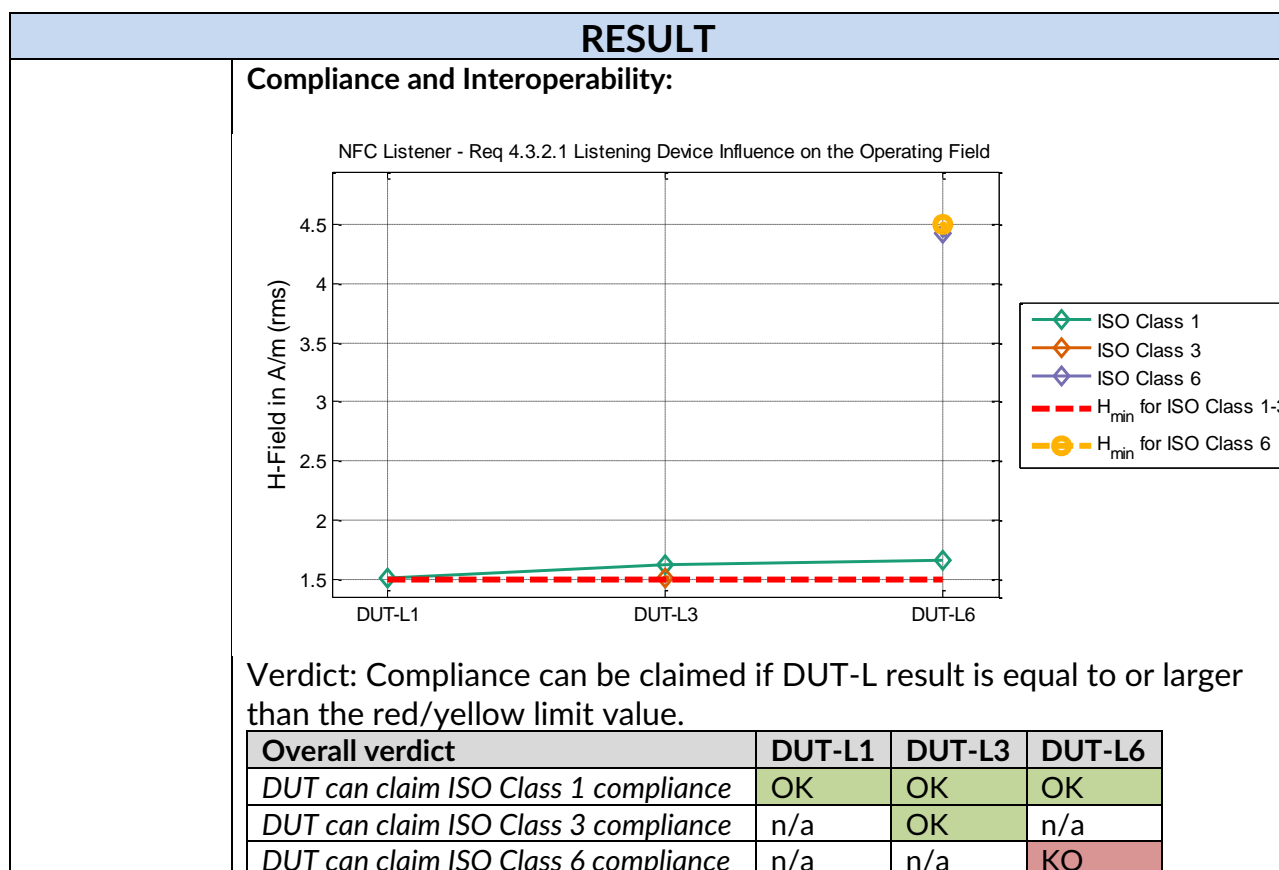 RESULT
Compliance and Interoperability:
NFC Listener - Req 4.3.2.1 Listening Device Influence on the Operating Field
H-Field in A/m (rms)
4.5
4
3.5
3
2.5
2
1.5
DUT-L1 DUT-L3 DUT-L6
ISO Class 1
ISO Class 3
ISO Class 6
Hmin for ISO Class 1-3
Hmin for ISO Class 6
Verdict: Compliance can be claimed if DUT-L result is equal to or larger
than the red/yellow limit value.
Overall verdict DUT-L1 DUT-L3 DUT-L6
DUT can claim ISO Class 1 compliance OK OK OK
DUT can claim ISO Class 3 compliance n/a OK n/a
DUT can claim ISO Class 6 compliance n/a n/a KO